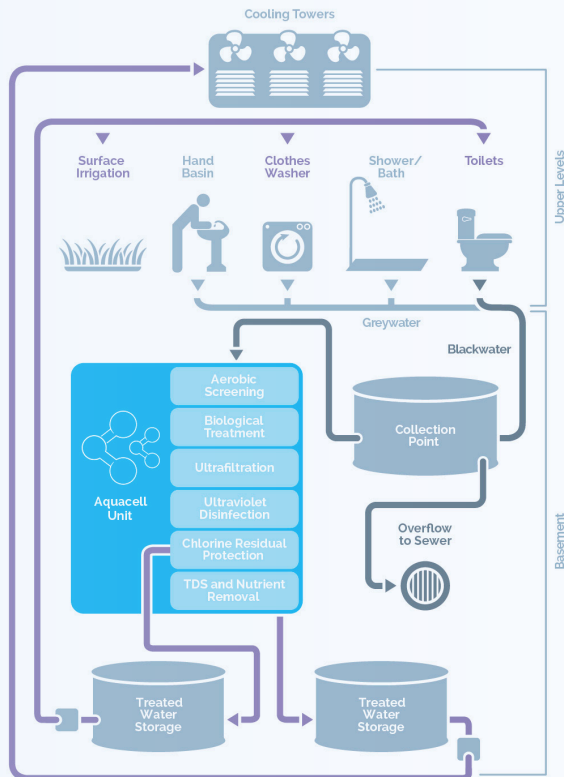 Cooling Towers
Surface
Irrigation
Hand
Basin
Clothes
Washer
Shower/
Bath
Toilets
Upper Levels
Greywater
Blackwater
Aerobic
Screening
Biological
Treatment
Ultrafiltration
Ultraviolet
Disinfection
Chlorine Residual
Protection
TDS and Nutrient
Removal
Aquacell
Unit
Collection
Point
Overflow
to Sewer
Basement
Treated
Water
Storage
Treated
Water
Storage